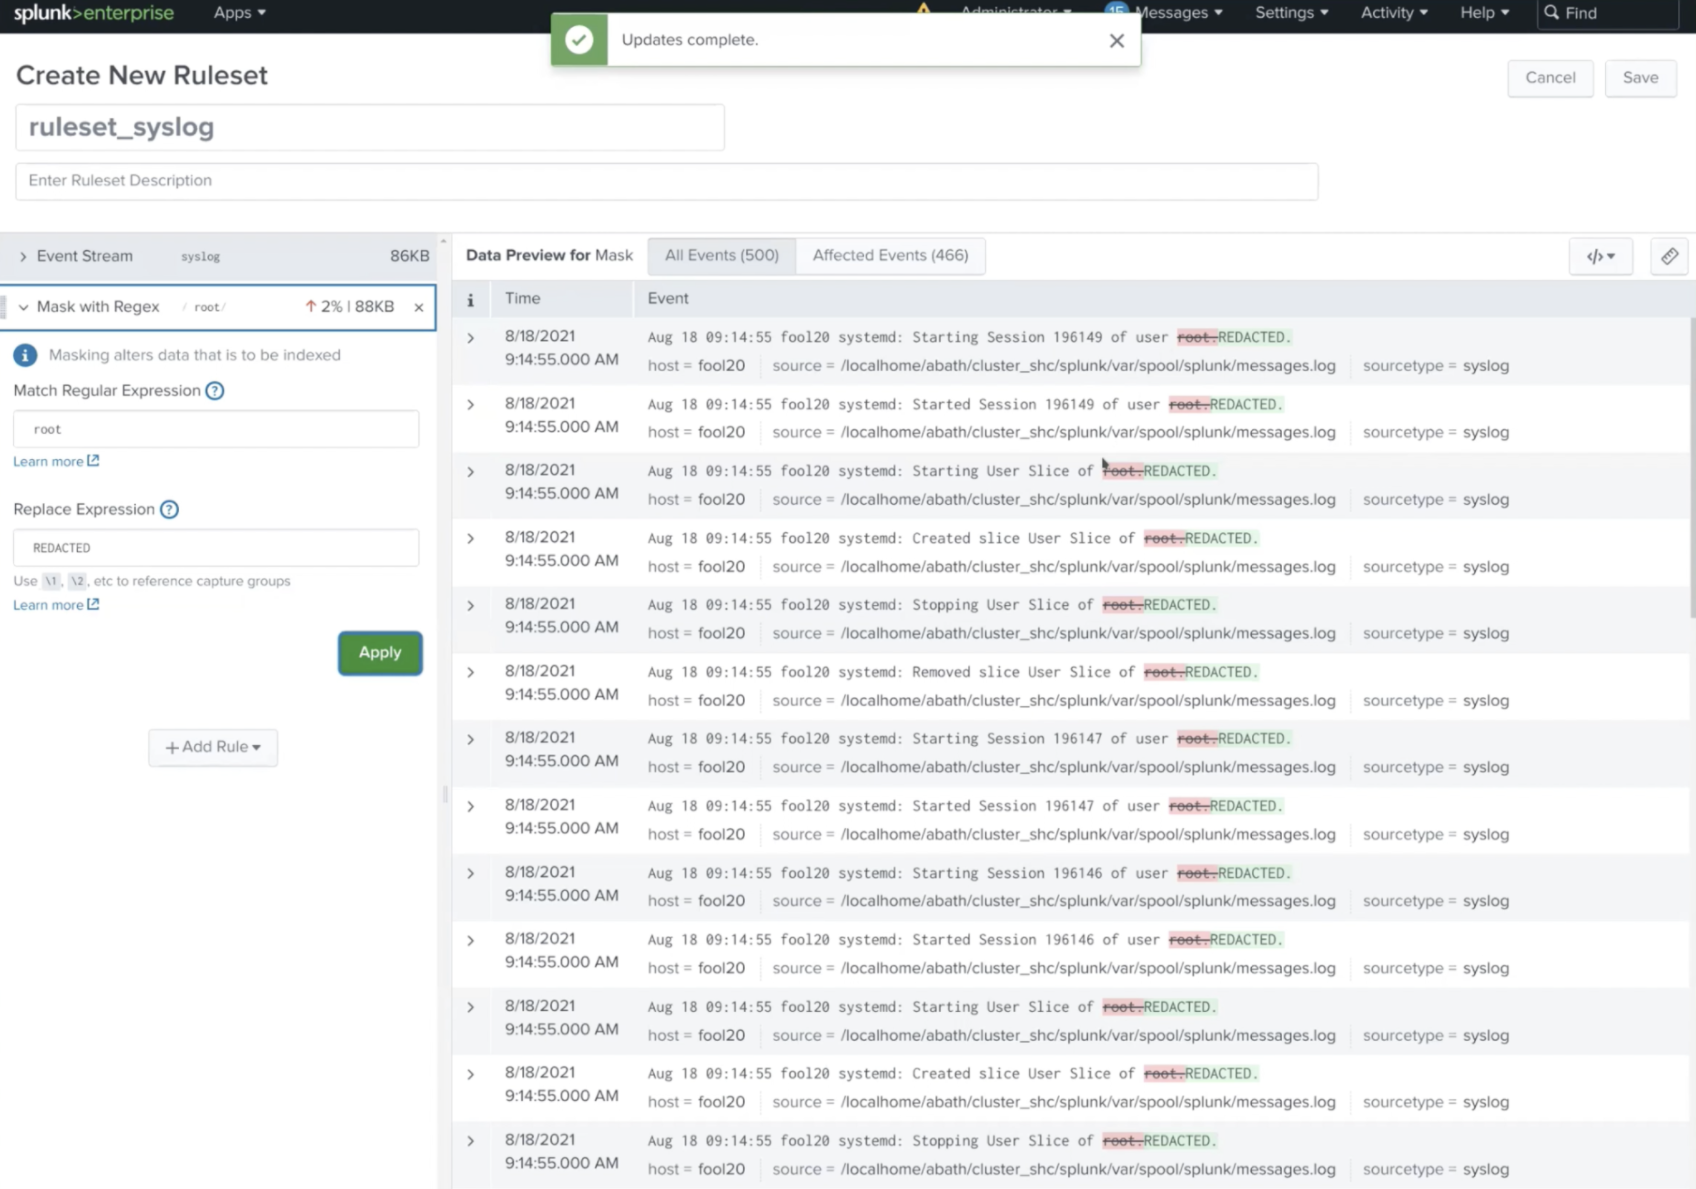 splunk>enterprise Apps Administrator 15 Messages Settings Activity Help Find
Updates complete.
Create New Ruleset
Cancel Save
ruleset_syslog
Enter Ruleset Description
Event Stream syslog 86KB
Mask with Regex / root/ ↑ 2% | 88KB ×
Masking alters data that is to be indexed
Match Regular Expression ?
root
Learn more
Replace Expression ?
REDACTED
Use \1, \2, etc to reference capture groups
Learn more
Apply
+ Add Rule
Data Preview for Mask All Events (500) Affected Events (466) </>
i Time Event
8/18/2021
9:14:55.000 AM
Aug 18 09:14:55 fool20 systemd: Starting Session 196149 of user root.REDACTED.
host = fool20 source = /localhome/abath/cluster_shc/splunk/var/spool/splunk/messages.log sourcetype = syslog
8/18/2021
9:14:55.000 AM
Aug 18 09:14:55 fool20 systemd: Started Session 196149 of user root.REDACTED.
host = fool20 source = /localhome/abath/cluster_shc/splunk/var/spool/splunk/messages.log sourcetype = syslog
8/18/2021
9:14:55.000 AM
Aug 18 09:14:55 fool20 systemd: Starting User Slice of root.REDACTED.
host = fool20 source = /localhome/abath/cluster_shc/splunk/var/spool/splunk/messages.log sourcetype = syslog
8/18/2021
9:14:55.000 AM
Aug 18 09:14:55 fool20 systemd: Created slice User Slice of root.REDACTED.
host = fool20 source = /localhome/abath/cluster_shc/splunk/var/spool/splunk/messages.log sourcetype = syslog
8/18/2021
9:14:55.000 AM
Aug 18 09:14:55 fool20 systemd: Stopping User Slice of root.REDACTED.
host = fool20 source = /localhome/abath/cluster_shc/splunk/var/spool/splunk/messages.log sourcetype = syslog
8/18/2021
9:14:55.000 AM
Aug 18 09:14:55 fool20 systemd: Removed slice User Slice of root.REDACTED.
host = fool20 source = /localhome/abath/cluster_shc/splunk/var/spool/splunk/messages.log sourcetype = syslog
8/18/2021
9:14:55.000 AM
Aug 18 09:14:55 fool20 systemd: Starting Session 196147 of user root.REDACTED.
host = fool20 source = /localhome/abath/cluster_shc/splunk/var/spool/splunk/messages.log sourcetype = syslog
8/18/2021
9:14:55.000 AM
Aug 18 09:14:55 fool20 systemd: Started Session 196147 of user root.REDACTED.
host = fool20 source = /localhome/abath/cluster_shc/splunk/var/spool/splunk/messages.log sourcetype = syslog
8/18/2021
9:14:55.000 AM
Aug 18 09:14:55 fool20 systemd: Starting Session 196146 of user root.REDACTED.
host = fool20 source = /localhome/abath/cluster_shc/splunk/var/spool/splunk/messages.log sourcetype = syslog
8/18/2021
9:14:55.000 AM
Aug 18 09:14:55 fool20 systemd: Started Session 196146 of user root.REDACTED.
host = fool20 source = /localhome/abath/cluster_shc/splunk/var/spool/splunk/messages.log sourcetype = syslog
8/18/2021
9:14:55.000 AM
Aug 18 09:14:55 fool20 systemd: Starting User Slice of root.REDACTED.
host = fool20 source = /localhome/abath/cluster_shc/splunk/var/spool/splunk/messages.log sourcetype = syslog
8/18/2021
9:14:55.000 AM
Aug 18 09:14:55 fool20 systemd: Created slice User Slice of root.REDACTED.
host = fool20 source = /localhome/abath/cluster_shc/splunk/var/spool/splunk/messages.log sourcetype = syslog
8/18/2021
9:14:55.000 AM
Aug 18 09:14:55 fool20 systemd: Stopping User Slice of root.REDACTED.
host = fool20 source = /localhome/abath/cluster_shc/splunk/var/spool/splunk/messages.log sourcetype = syslog